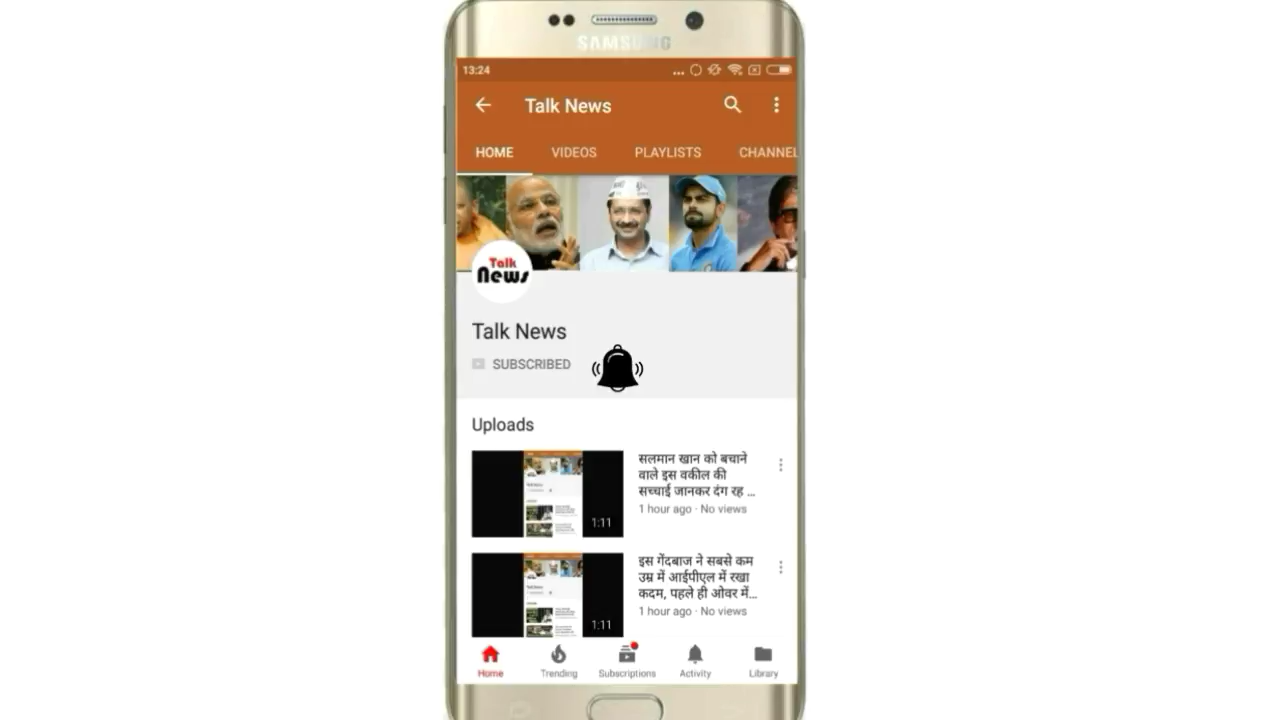 SAMSUNG
13:24
Talk News
HOME VIDEOS PLAYLISTS CHANNEL
Talk
News
Talk News
SUBSCRIBED
Uploads
सलमान खान को बचाने
वाले इस वकील की
सच्चाई जानकर दंग रह ...
1 hour ago · No views
1:11
इस गेंदबाज ने सबसे कम
उम्र में आईपीएल में रखा
कदम, पहले ही ओवर में...
1 hour ago · No views
1:11
Home Trending Subscriptions Activity Library